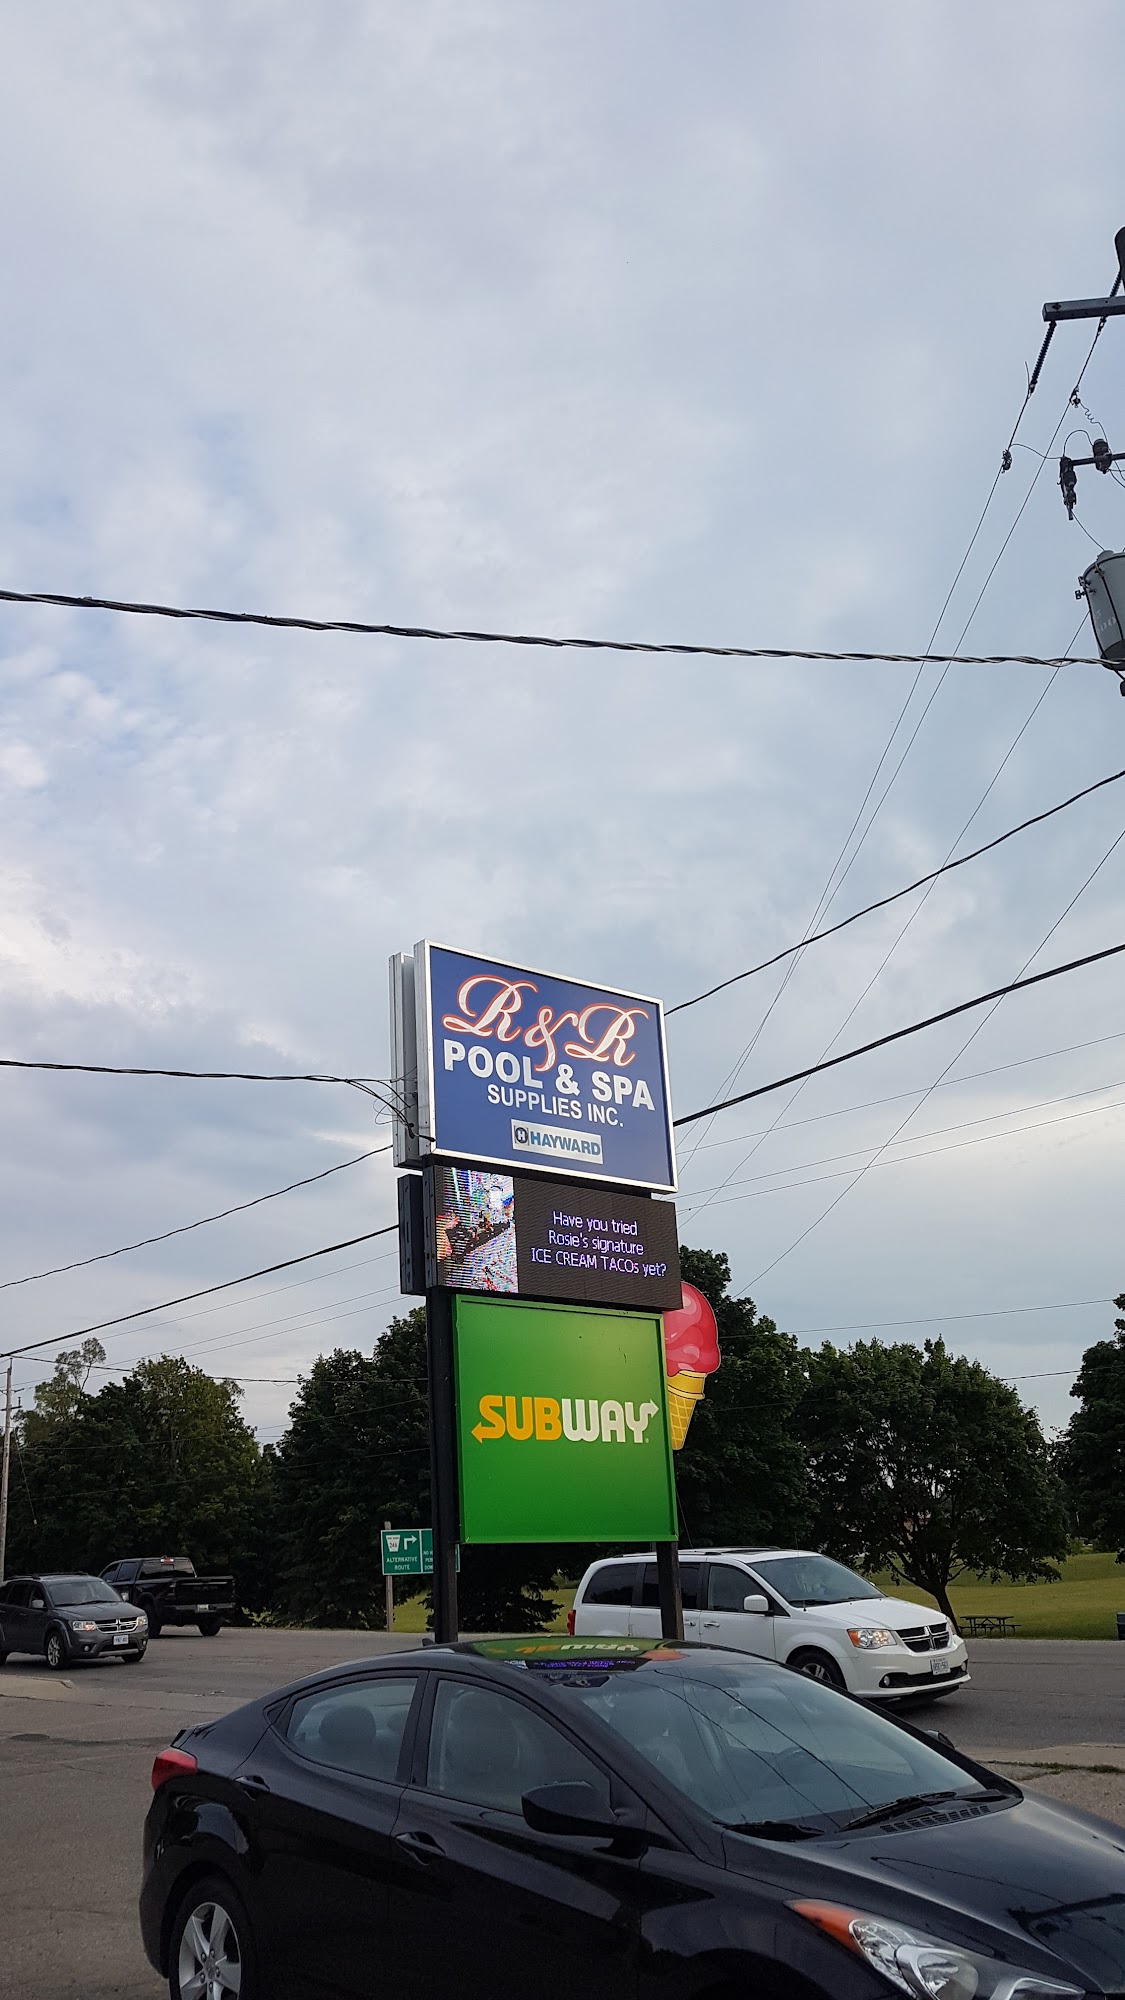 R & R
POOL & SPA
SUPPLIES INC.
HAYWARD
Have you tried
Rosie's signature
ICE CREAM TACOs yet?
SUBWAY
ALTERNATIVE
ROUTE